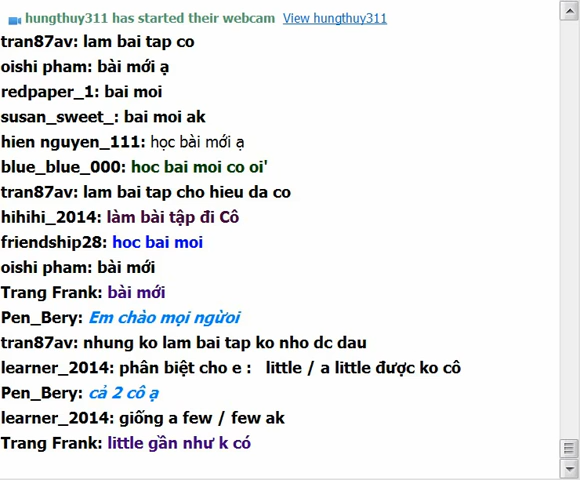 hungthuy311 has started their webcam View hungthuy311
tran87av: lam bai tap co
oishi pham: bài mới ạ
redpaper_1: bai moi
susan_sweet_: bai moi ak
hien nguyen_111: học bài mới ạ
blue_blue_000: hoc bai moi co oi'
tran87av: lam bai tap cho hieu da co
hihihi_2014: làm bài tập đi Cô
friendship28: hoc bai moi
oishi pham: bài mới
Trang Frank: bài mới
Pen_Bery: Em chào mọi ngừoi
tran87av: nhung ko lam bai tap ko nho dc dau
learner_2014: phân biệt cho e : little / a little được ko cô
Pen_Bery: cả 2 cô ạ
learner_2014: giống a few / few ak
Trang Frank: little gần như k có